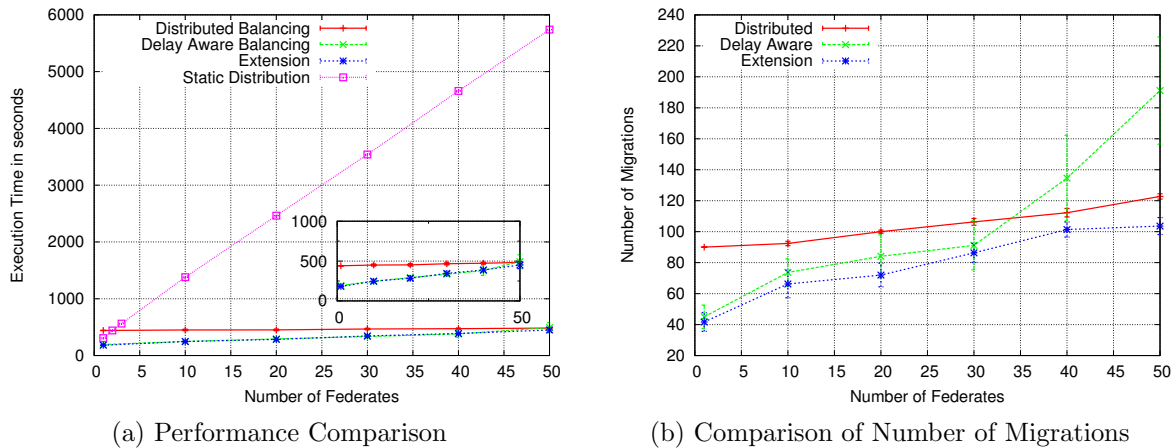 Distributed Balancing
Delay Aware Balancing
Extension
Static Distribution
Execution Time in seconds
6000
5000
4000
3000
2000
1000
0
1000
500
0
0 50
0 5 10 15 20 25 30 35 40 45 50
Number of Federates
(a) Performance Comparison
Distributed
Delay Aware
Extension
Number of Migrations
240
220
200
180
160
140
120
100
80
60
40
20
0 5 10 15 20 25 30 35 40 45 50
Number of Federates
(b) Comparison of Number of Migrations